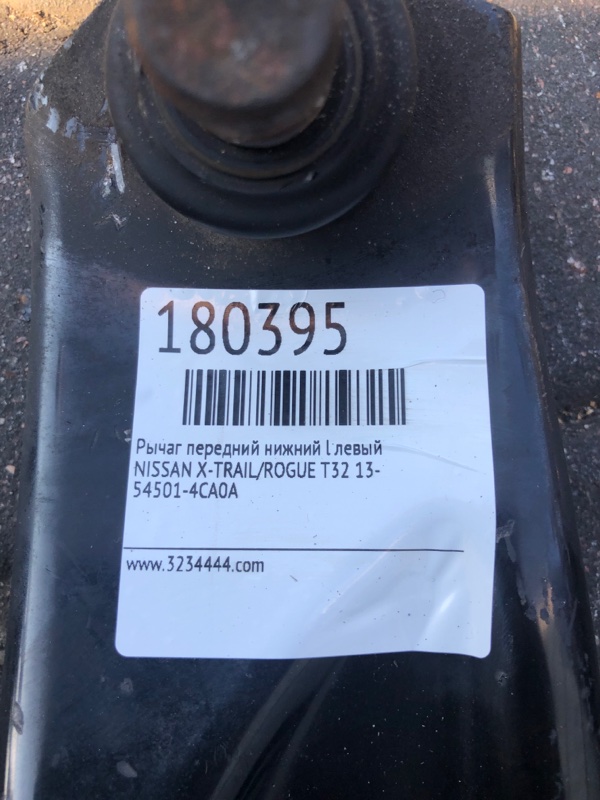 180395
Рычаг передний нижний l левый
NISSAN X-TRAIL/ROGUE T32 13-
54501-4CA0A
www.3234444.com